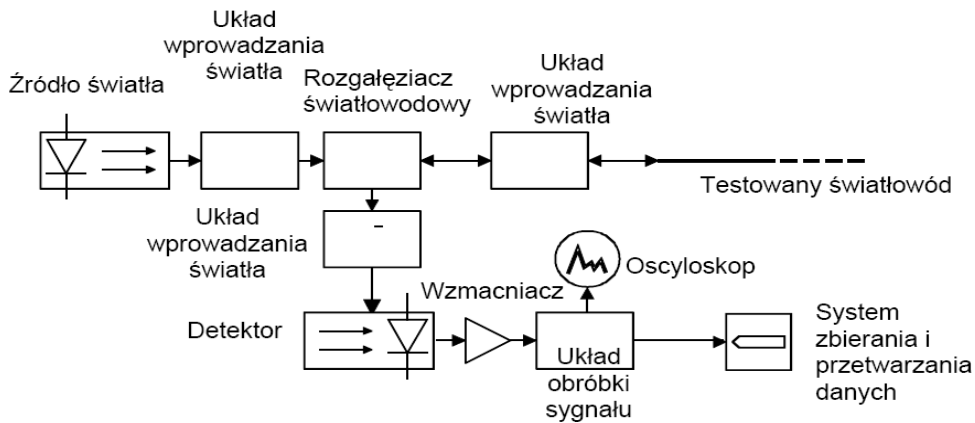 Układ
wprowadzania
światła
Źródło światła
Rozgałęziacz
światłowodowy
Układ
wprowadzania
światła
Testowany światłowód
Układ
wprowadzania
światła
Detektor
Wzmacniacz
Oscyloskop
Układ
obróbki
sygnału
System
zbierania i
przetwarzania
danych